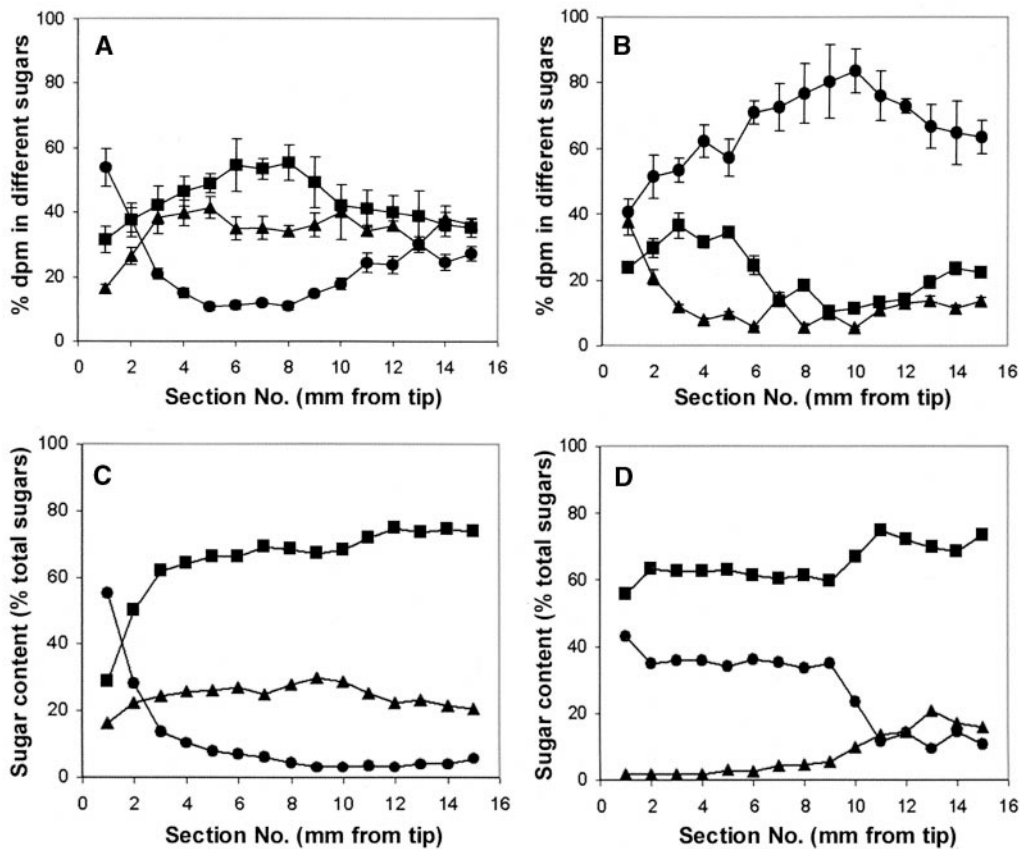 A
% dpm in different sugars
100
80
60
40
20
0
0 2 4 6 8 10 12 14 16
Section No. (mm from tip)
B
% dpm in different sugars
100
80
60
40
20
0
0 2 4 6 8 10 12 14 16
Section No. (mm from tip)
C
Sugar content (% total sugars)
100
80
60
40
20
0
0 2 4 6 8 10 12 14 16
Section No. (mm from tip)
D
Sugar content (% total sugars)
100
80
60
40
20
0
0 2 4 6 8 10 12 14 16
Section No. (mm from tip)